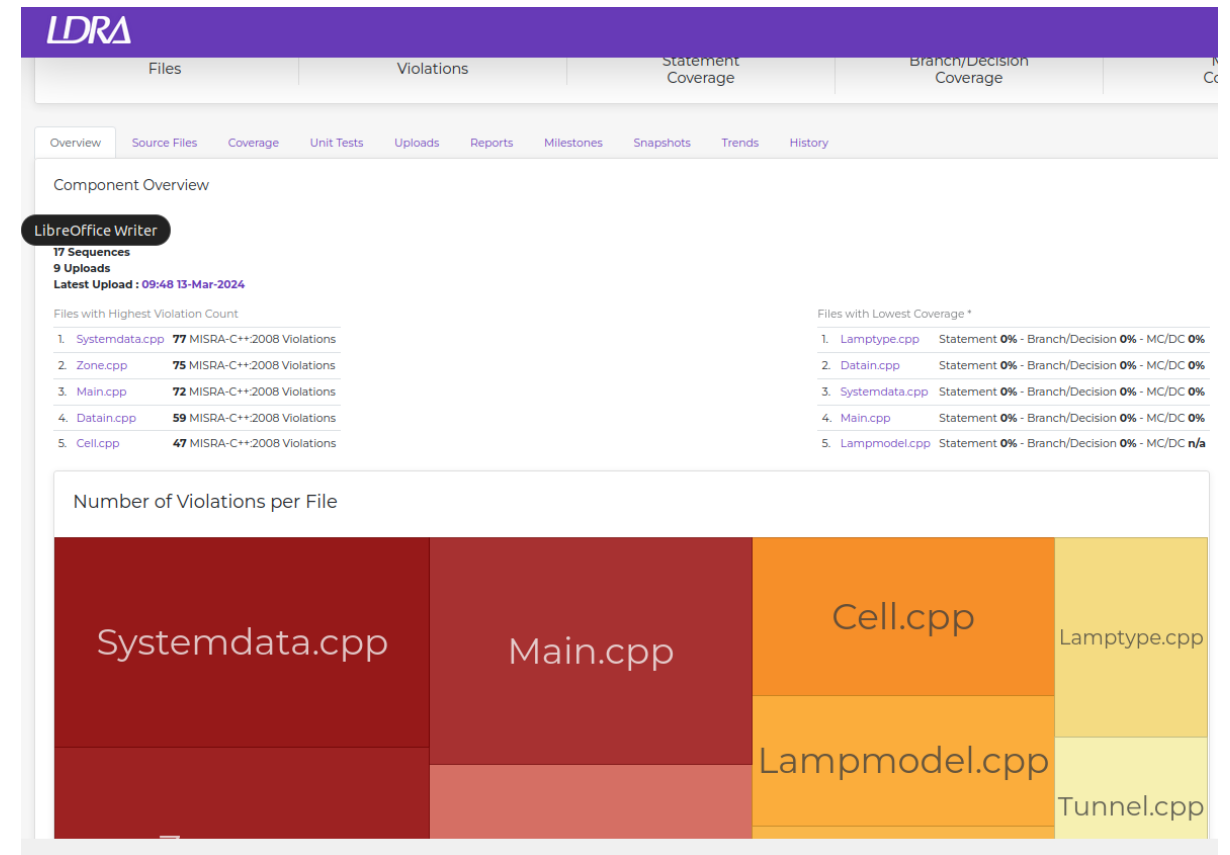 LDRA
Files
Violations
Statement
Coverage
Branch/Decision
Coverage
Overview Source Files Coverage Unit Tests Uploads Reports Milestones Snapshots Trends History
Component Overview
LibreOffice Writer
17 Sequences
9 Uploads
Latest Upload : 09:48 13-Mar-2024
Files with Highest Violation Count
1. Systemdata.cpp 77 MISRA-C++:2008 Violations
2. Zone.cpp 75 MISRA-C++:2008 Violations
3. Main.cpp 72 MISRA-C++:2008 Violations
4. Datain.cpp 59 MISRA-C++:2008 Violations
5. Cell.cpp 47 MISRA-C++:2008 Violations
Files with Lowest Coverage *
1. Lamptype.cpp Statement 0% - Branch/Decision 0% - MC/DC 0%
2. Datain.cpp Statement 0% - Branch/Decision 0% - MC/DC 0%
3. Systemdata.cpp Statement 0% - Branch/Decision 0% - MC/DC 0%
4. Main.cpp Statement 0% - Branch/Decision 0% - MC/DC 0%
5. Lampmodel.cpp Statement 0% - Branch/Decision 0% - MC/DC n/a
Number of Violations per File
Systemdata.cpp
Main.cpp
Cell.cpp
Lamptype.cpp
Lampmodel.cpp
Tunnel.cpp